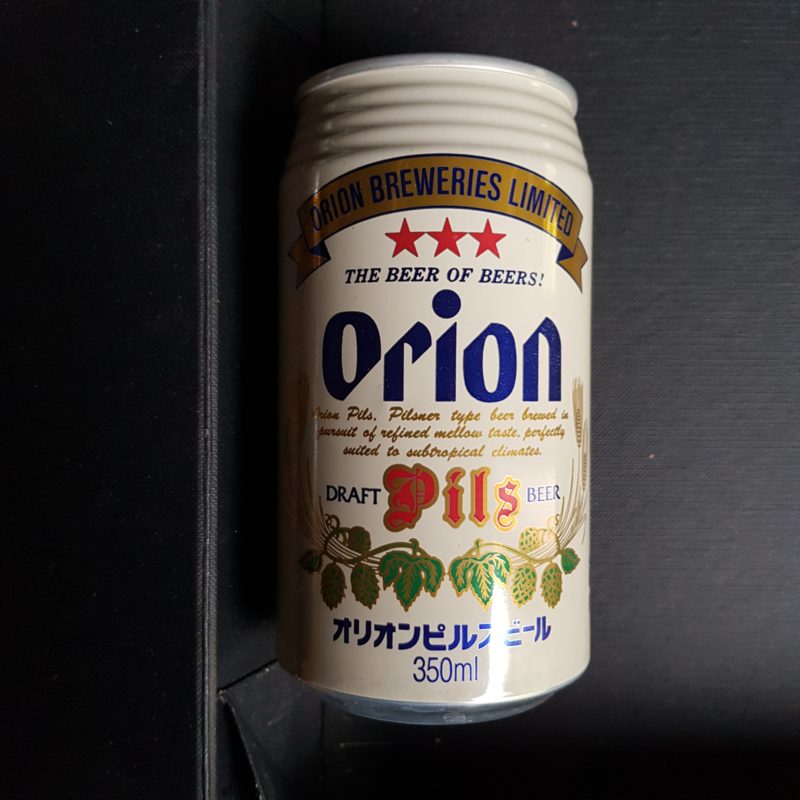 ORION BREWERIES LIMITED
THE BEER OF BEERS!
Orion
Orion Pils, Pilsner type beer brewed in
pursuit of refined mellow taste, perfectly
suited to subtropical climates.
DRAFT Pils BEER
オリオンピルスビール
350ml